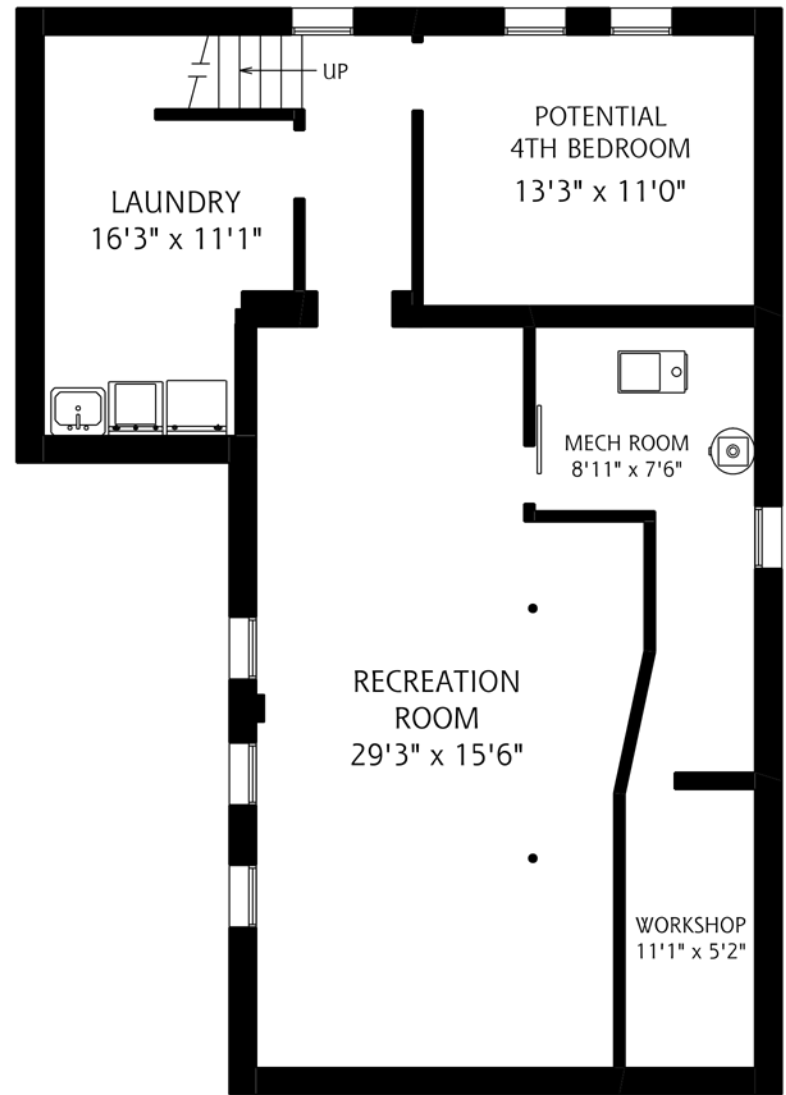 UP
POTENTIAL
4TH BEDROOM
13'3" x 11'0"
LAUNDRY
16'3" x 11'1"
MECH ROOM
8'11" x 7'6"
RECREATION
ROOM
29'3" x 15'6"
WORKSHOP
11'1" x 5'2"